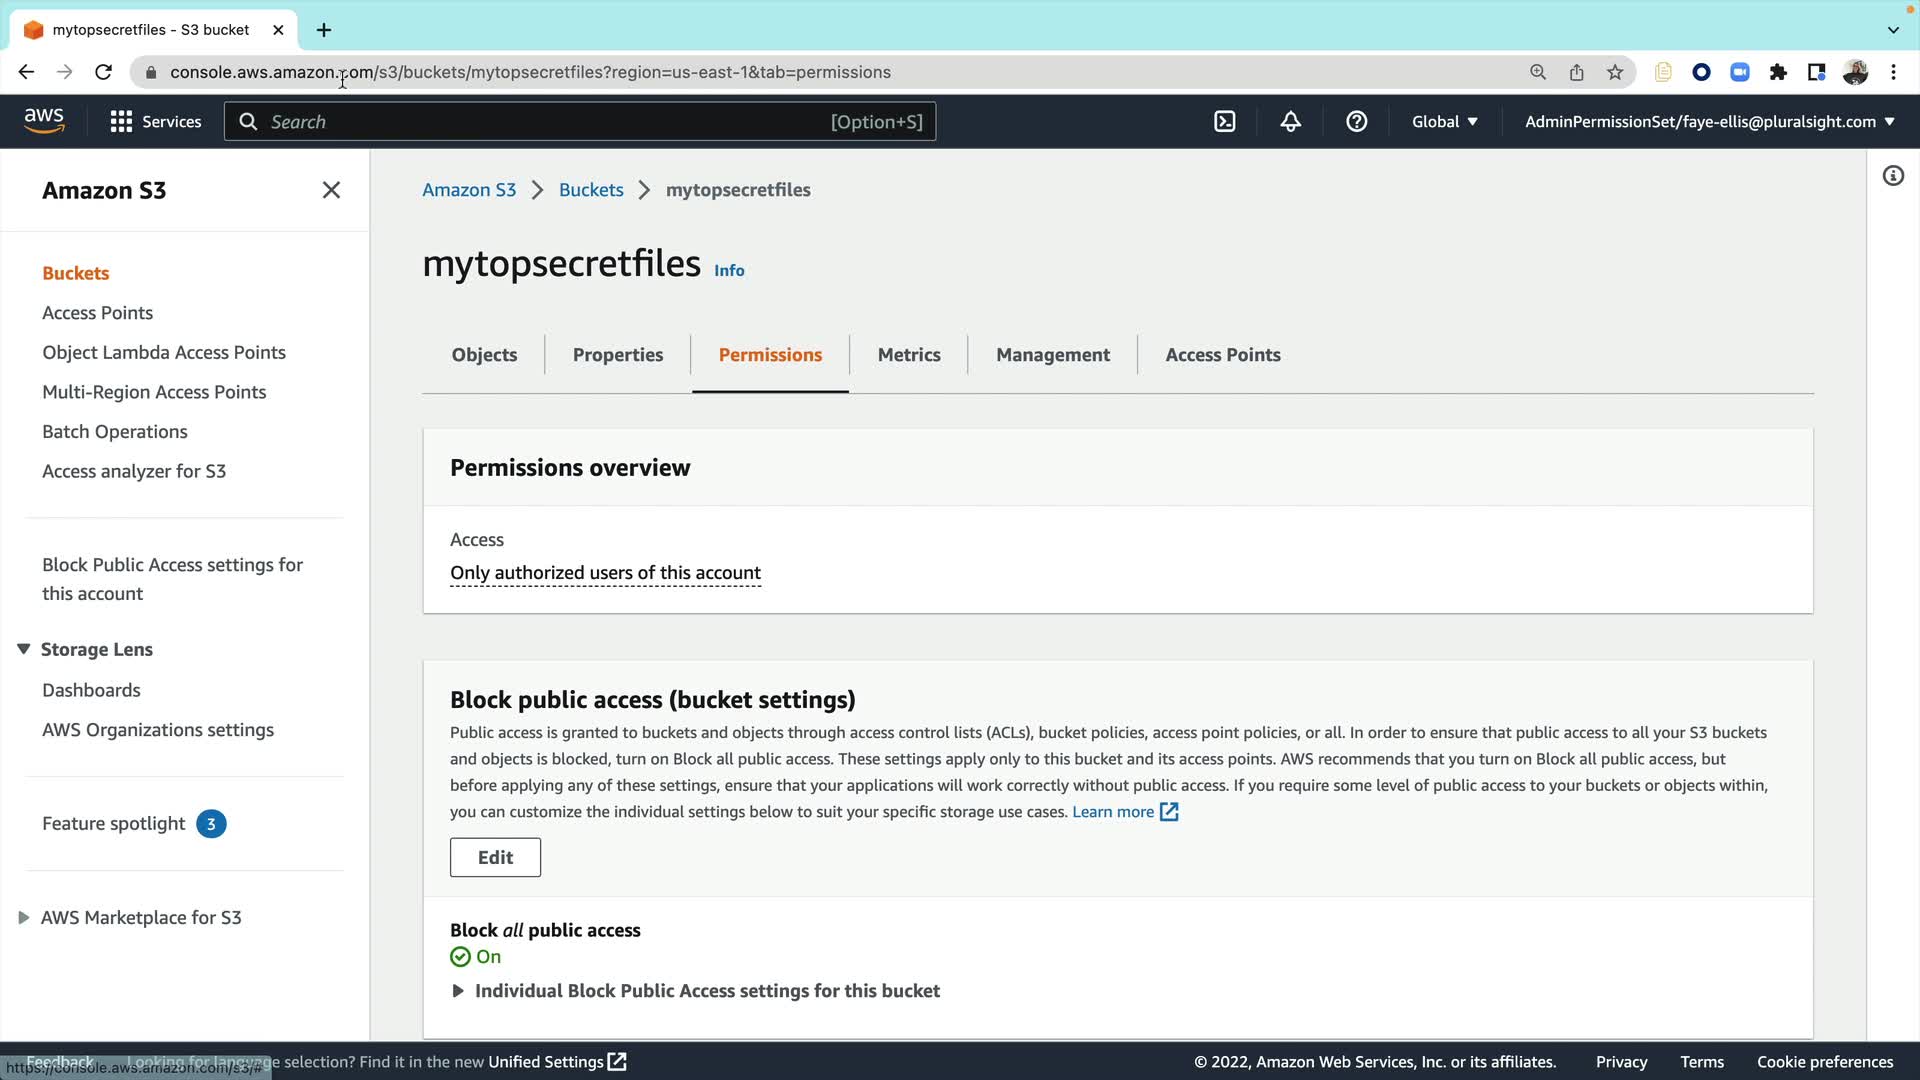 mytopsecretfiles - S3 bucket
console.aws.amazon.com/s3/buckets/mytopsecretfiles?region=us-east-1&tab=permissions
aws
Services
Search
[Option+S]
Global
AdminPermissionSet/faye-ellis@pluralsight.com
Amazon S3
Buckets
Access Points
Object Lambda Access Points
Multi-Region Access Points
Batch Operations
Access analyzer for S3
Block Public Access settings for
this account
Storage Lens
Dashboards
AWS Organizations settings
Feature spotlight 3
AWS Marketplace for S3
Amazon S3 > Buckets > mytopsecretfiles
mytopsecretfiles Info
Objects
Properties
Permissions
Metrics
Management
Access Points
Permissions overview
Access
Only authorized users of this account
Block public access (bucket settings)
Public access is granted to buckets and objects through access control lists (ACLs), bucket policies, access point policies, or all. In order to ensure that public access to all your S3 buckets
and objects is blocked, turn on Block all public access. These settings apply only to this bucket and its access points. AWS recommends that you turn on Block all public access, but
before applying any of these settings, ensure that your applications will work correctly without public access. If you require some level of public access to your buckets or objects within,
you can customize the individual settings below to suit your specific storage use cases. Learn more
Edit
Block all public access
On
Individual Block Public Access settings for this bucket
Feedback
Looking for language selection? Find it in the new Unified Settings
https://console.aws.amazon.com/s3/#
© 2022, Amazon Web Services, Inc. or its affiliates.
Privacy
Terms
Cookie preferences